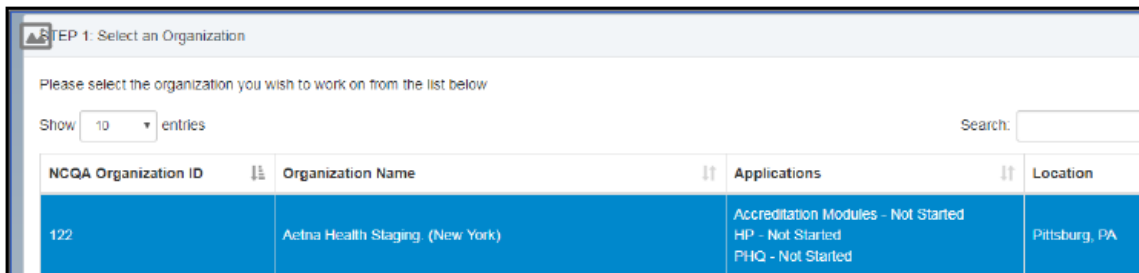 STEP 1: Select an Organization
Please select the organization you wish to work on from the list below
Show 10 entries Search:
NCQA Organization ID Organization Name Applications Location
Accreditation Modules - Not Started
122 Aetna Health Staging. (New York) HP - Not Started Pittsburg, PA
PHQ - Not Started